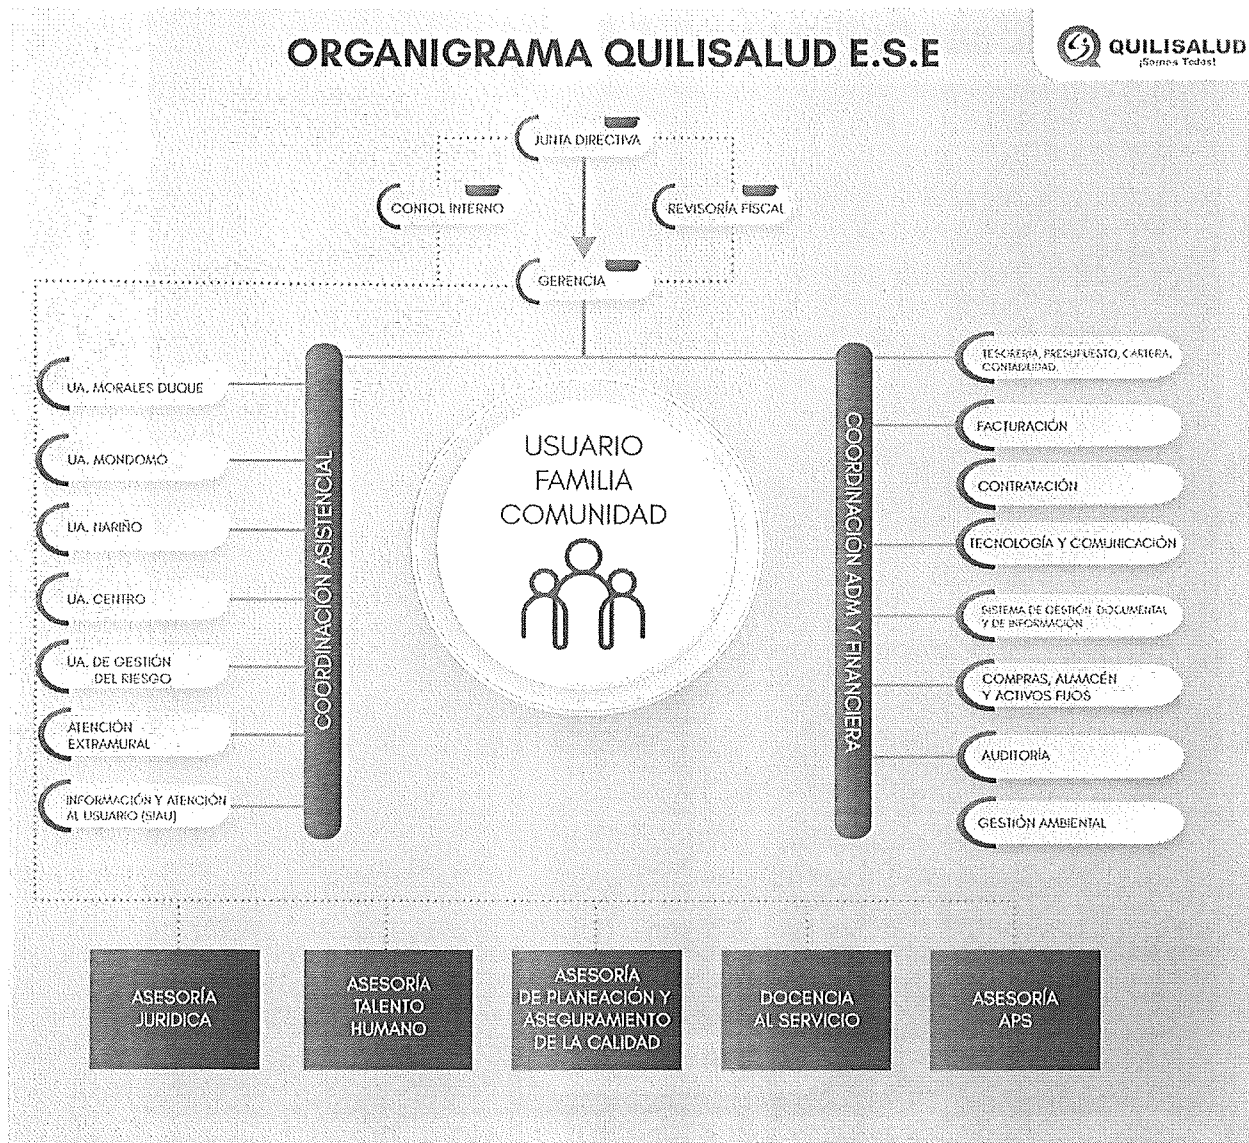 ORGANIGRAMA QUILISALUD E.S.E
QUILISALUD
¡Somos Todos!
JUNTA DIRECTIVA
CONTOL INTERNO
REVISORÍA FISCAL
GERENCIA
COORDINACIÓN ASISTENCIAL
UA. MORALES DUQUE
UA. MONDOMO
UA. NARIÑO
UA. CENTRO
UA. DE GESTIÓN
DEL RIESGO
ATENCIÓN
EXTRAMURAL
INFORMACIÓN Y ATENCIÓN
AL USUARIO (SIAU)
USUARIO
FAMILIA
COMUNIDAD
COORDINACIÓN ADM. Y FINANCIERA
TESORERIA, PRESUPUESTO, CARTERA,
CONTABILIDAD.
FACTURACIÓN
CONTRATACIÓN
TECNOLOGÍA Y COMUNICACIÓN
SISTEMA DE GESTIÓN DOCUMENTAL
Y DE INFORMACIÓN
COMPRAS, ALMACÉN
Y ACTIVOS FIJOS
AUDITORÍA
GESTIÓN AMBIENTAL
ASESORÍA
JURIDICA
ASESORÍA
TALENTO
HUMANO
ASESORÍA
DE PLANEACIÓN Y
ASEGURAMIENTO
DE LA CALIDAD
DOCENCIA
AL SERVICIO
ASESORÍA
APS